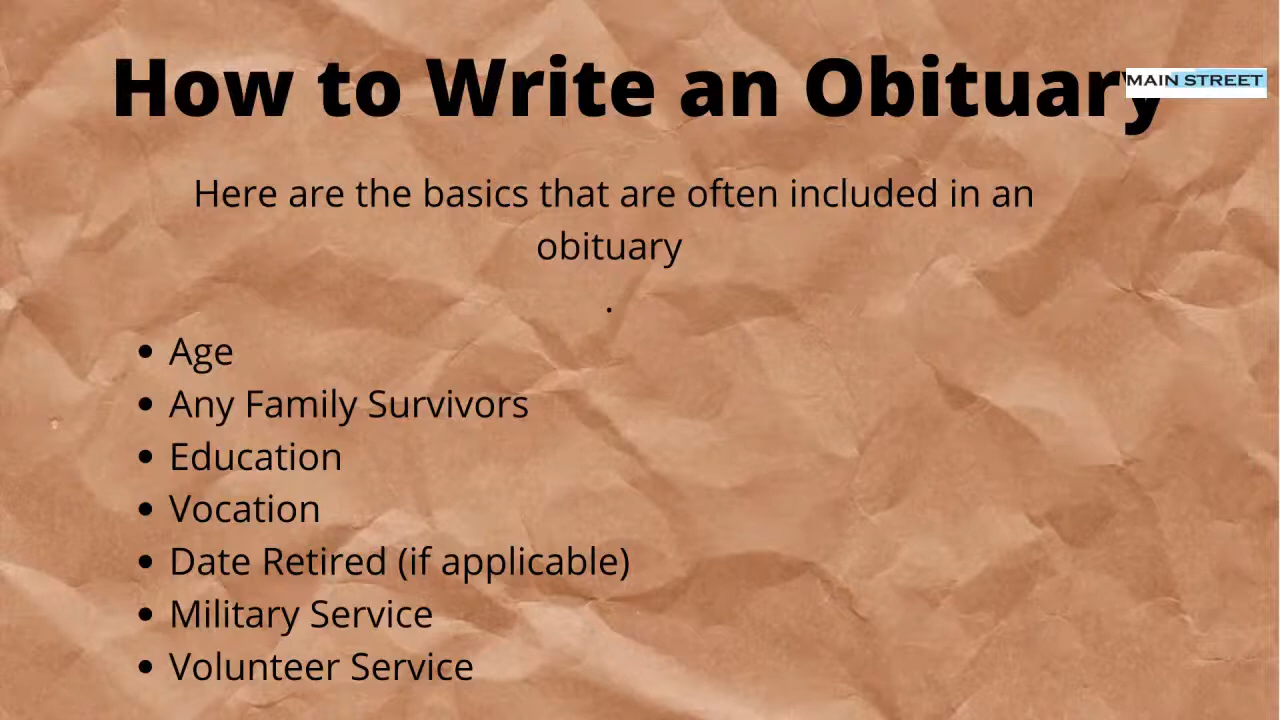 How to Write an Obituary
MAIN STREET
Here are the basics that are often included in an
obituary
.
• Age
• Any Family Survivors
• Education
• Vocation
• Date Retired (if applicable)
• Military Service
• Volunteer Service